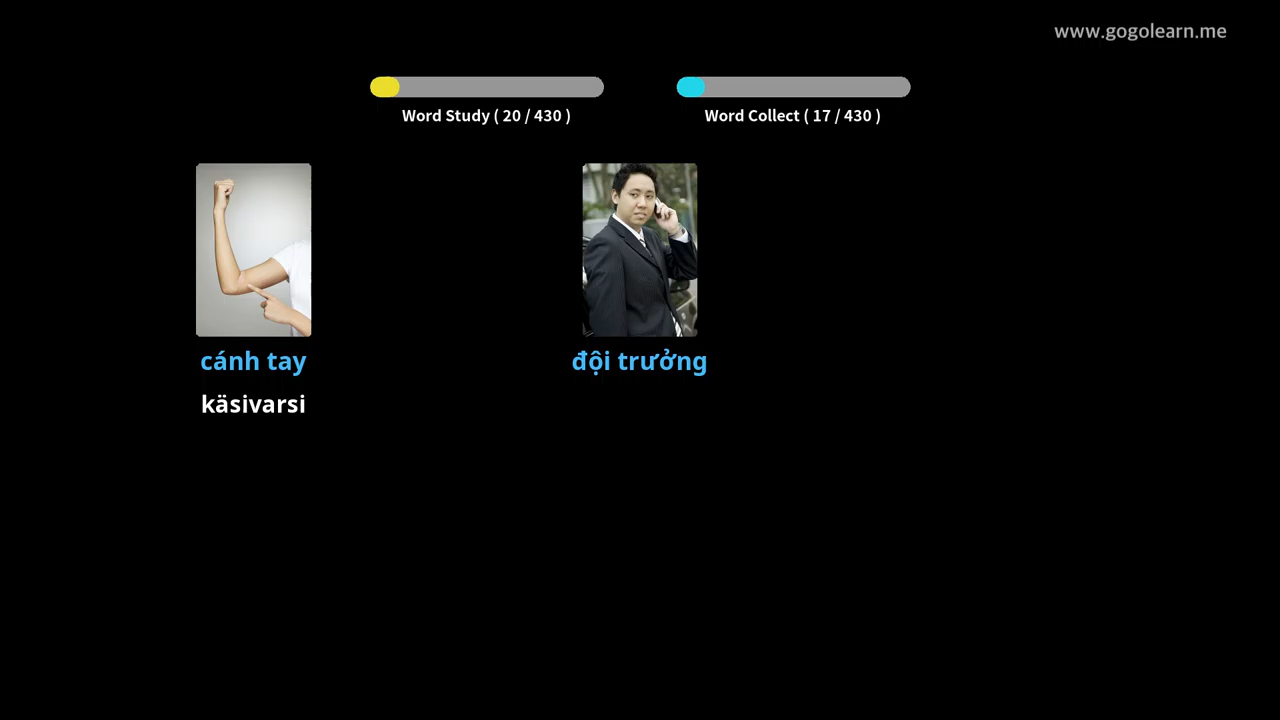 www.gogolearn.me
Word Study ( 20 / 430 )
Word Collect ( 17 / 430 )
cánh tay
đội trưởng
käsivarsi